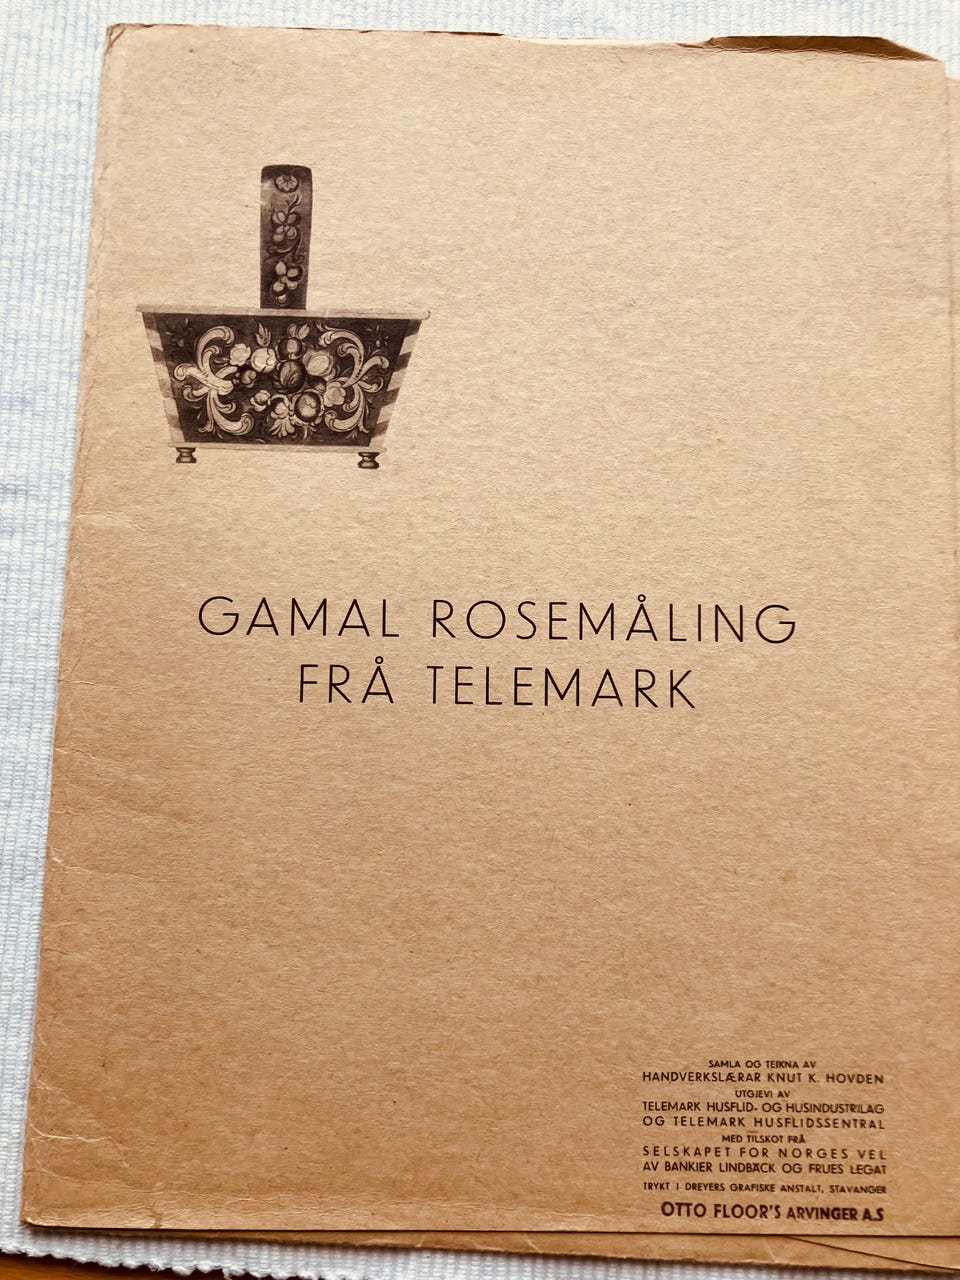 GAMAL ROSEMÅLING
FRÅ TELEMARK
SAMLA OG TEIKNA AV
HANDVERKSLÆRAR KNUT K. HOVDEN
UTGJEVI AV
TELEMARK HUSFLID- OG HUSINDUSTRILAG
OG TELEMARK HUSFLIDSSENTRAL
MED TILSKOT FRÅ
SELSKAPET FOR NORGES VEL
AV BANKIER LINDBÄCK OG FRUES LEGAT
TRYKT I DREYERS GRAFISKE ANSTALT, STAVANGER
OTTO FLOOR'S ARVINGER A.S